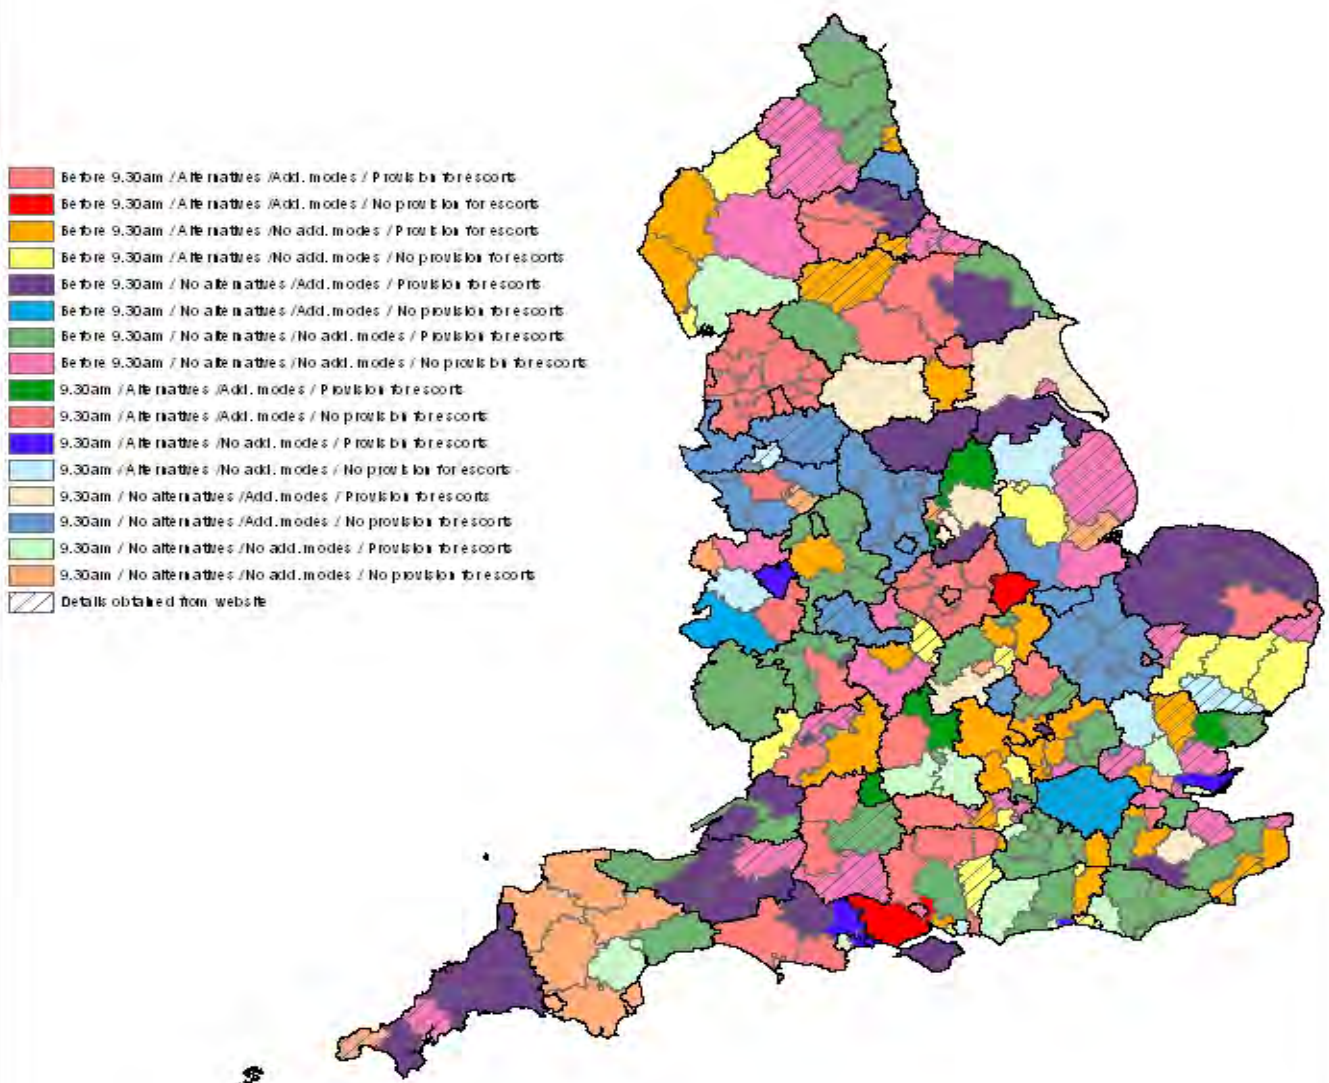 Before 9.30am / Alternatives /Add. modes / Provision for escorts
Before 9.30am / Alternatives /Add. modes / No provision for escorts
Before 9.30am / Alternatives /No add. modes / Provision for escorts
Before 9.30am / Alternatives /No add. modes / No provision for escorts
Before 9.30am / No alternatives /Add. modes / Provision for escorts
Before 9.30am / No alternatives /Add. modes / No provision for escorts
Before 9.30am / No alternatives /No add. modes / Provision for escorts
Before 9.30am / No alternatives /No add. modes / No provision for escorts
9.30am / Alternatives /Add. modes / Provision for escorts
9.30am / Alternatives /Add. modes / No provision for escorts
9.30am / Alternatives /No add. modes / Provision for escorts
9.30am / Alternatives /No add. modes / No provision for escorts
9.30am / No alternatives /Add. modes / Provision for escorts
9.30am / No alternatives /Add. modes / No provision for escorts
9.30am / No alternatives /No add. modes / Provision for escorts
9.30am / No alternatives /No add. modes / No provision for escorts
Details obtained from website